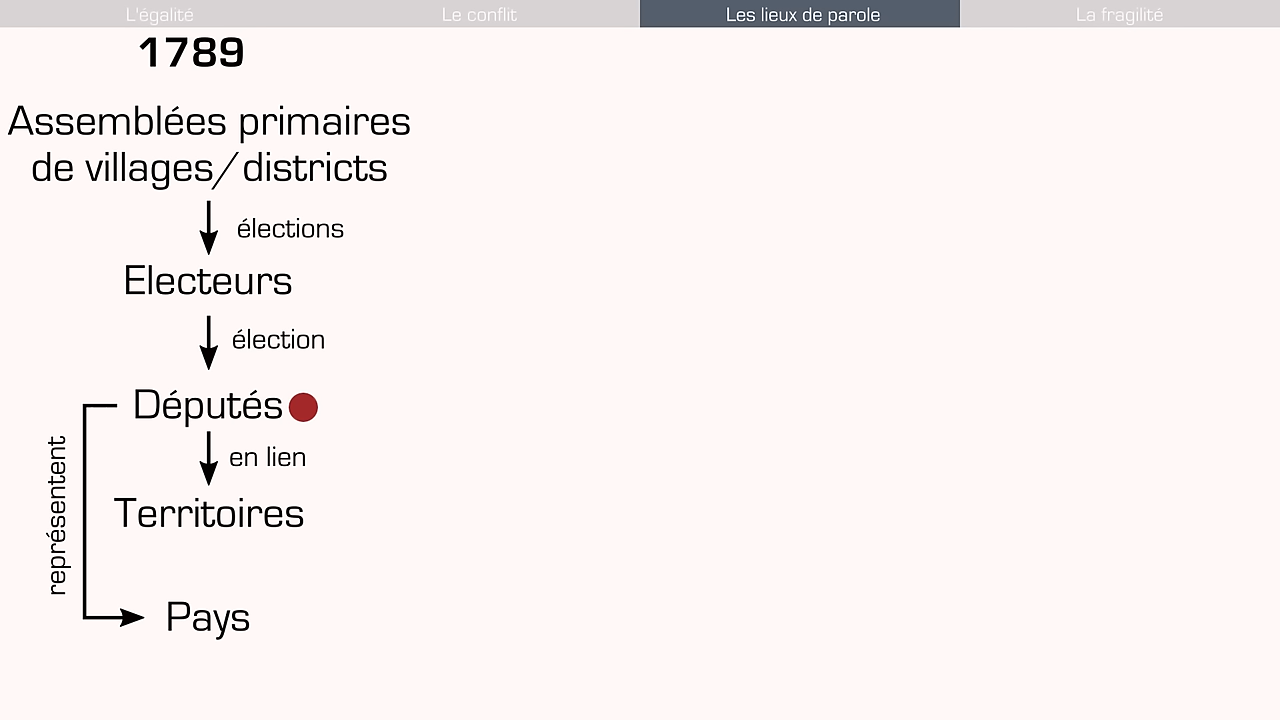 L'égalité
Le conflit
Les lieux de parole
La fragilité
1789
Assemblées primaires
de villages/districts
élections
Electeurs
élection
Députés
en lien
représentent
Territoires
Pays